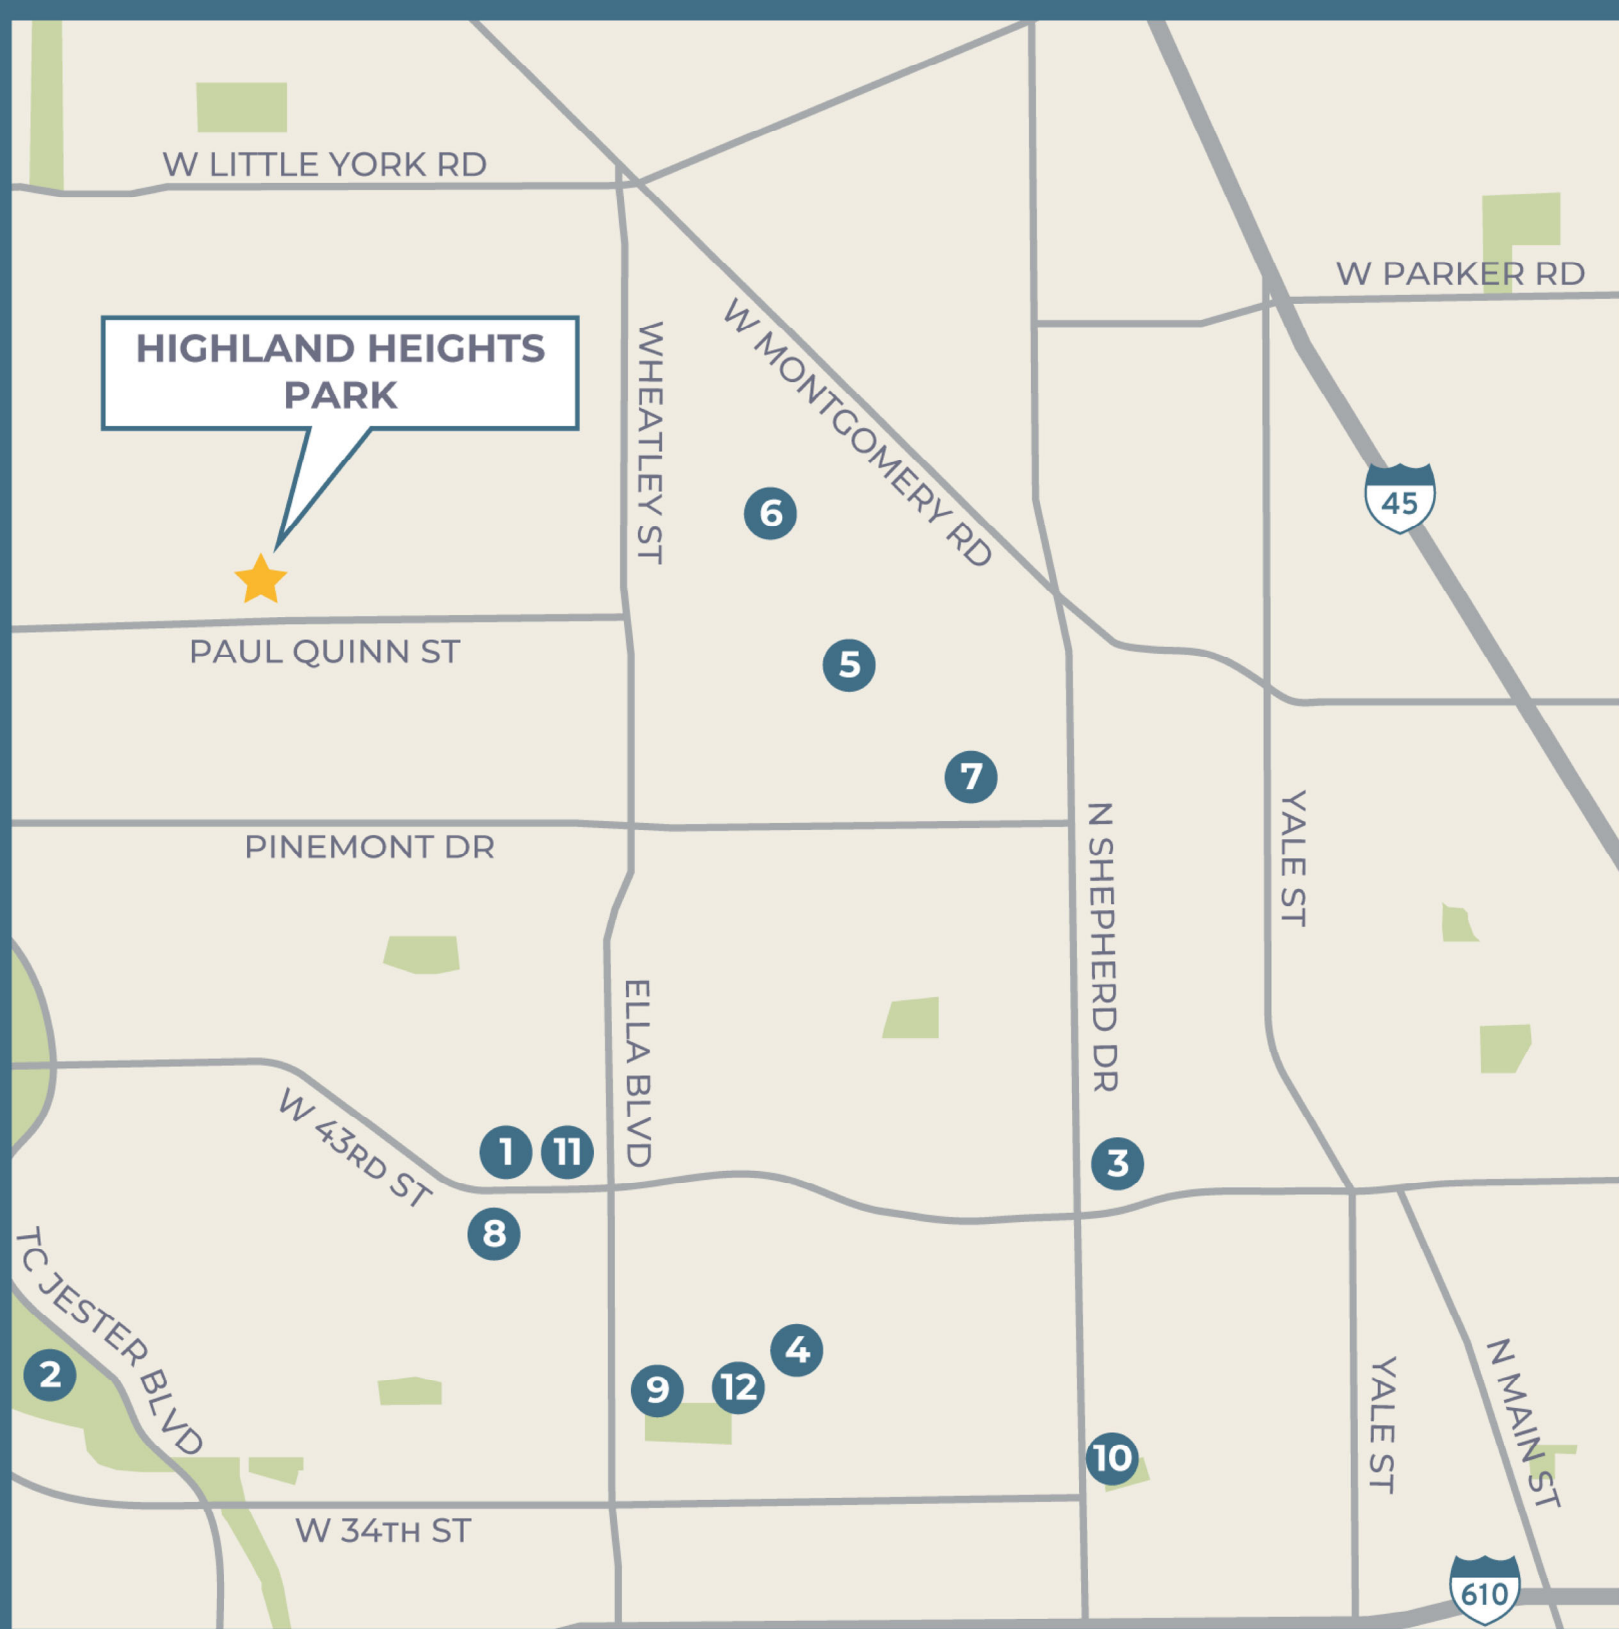 W LITTLE YORK RD
W PARKER RD
HIGHLAND HEIGHTS
PARK
WHEATLEY ST
W MONTGOMERY RD
45
6
PAUL QUINN ST
5
7
PINEMONT DR
N SHEPHERD DR
YALE ST
ELLA BLVD
W 43RD ST
1
11
3
8
TC JESTER BLVD
2
4
9
12
10
YALE ST
N MAIN ST
W 34TH ST
610